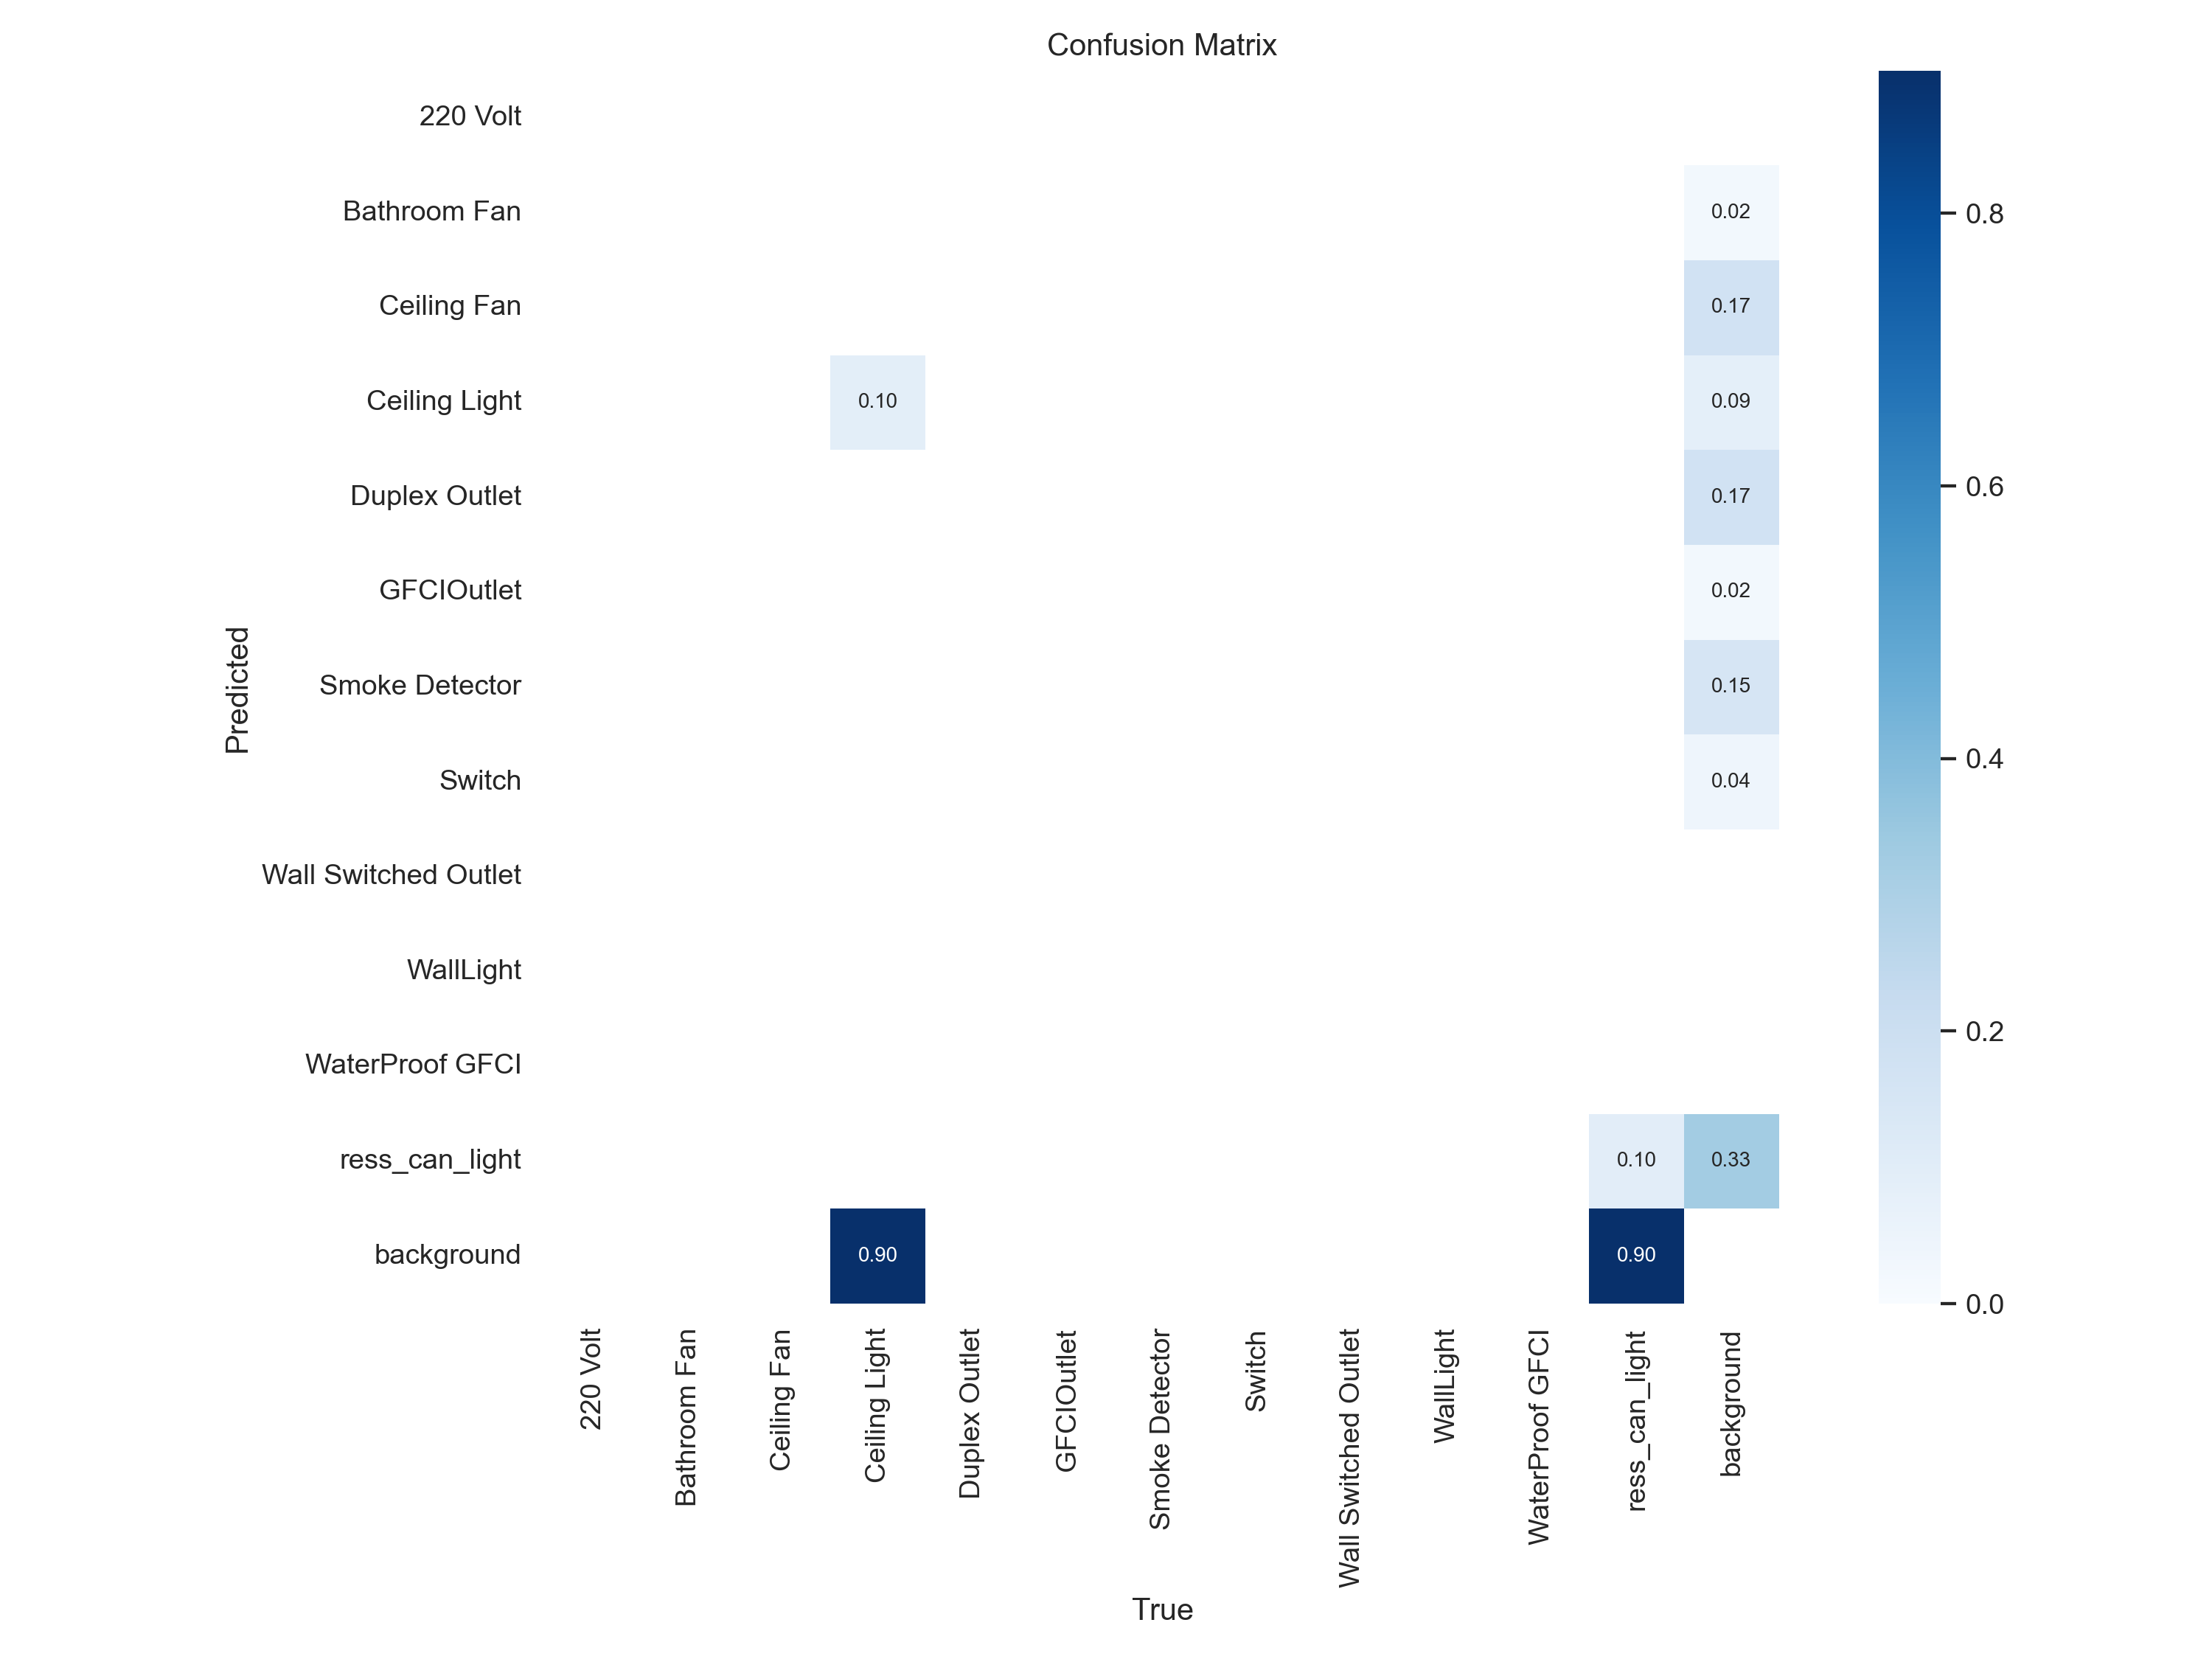 Confusion Matrix
220 Volt
Bathroom Fan 0.02
Ceiling Fan 0.17
Ceiling Light 0.10 0.09
Duplex Outlet 0.17
GFCIOutlet 0.02
Smoke Detector 0.15
Switch 0.04
Wall Switched Outlet
WallLight
WaterProof GFCI
ress_can_light 0.10 0.33
background 0.90 0.90
Predicted
220 Volt
Bathroom Fan
Ceiling Fan
Ceiling Light
Duplex Outlet
GFCIOutlet
Smoke Detector
Switch
Wall Switched Outlet
WallLight
WaterProof GFCI
ress_can_light
background
True
0.8
0.6
0.4
0.2
0.0